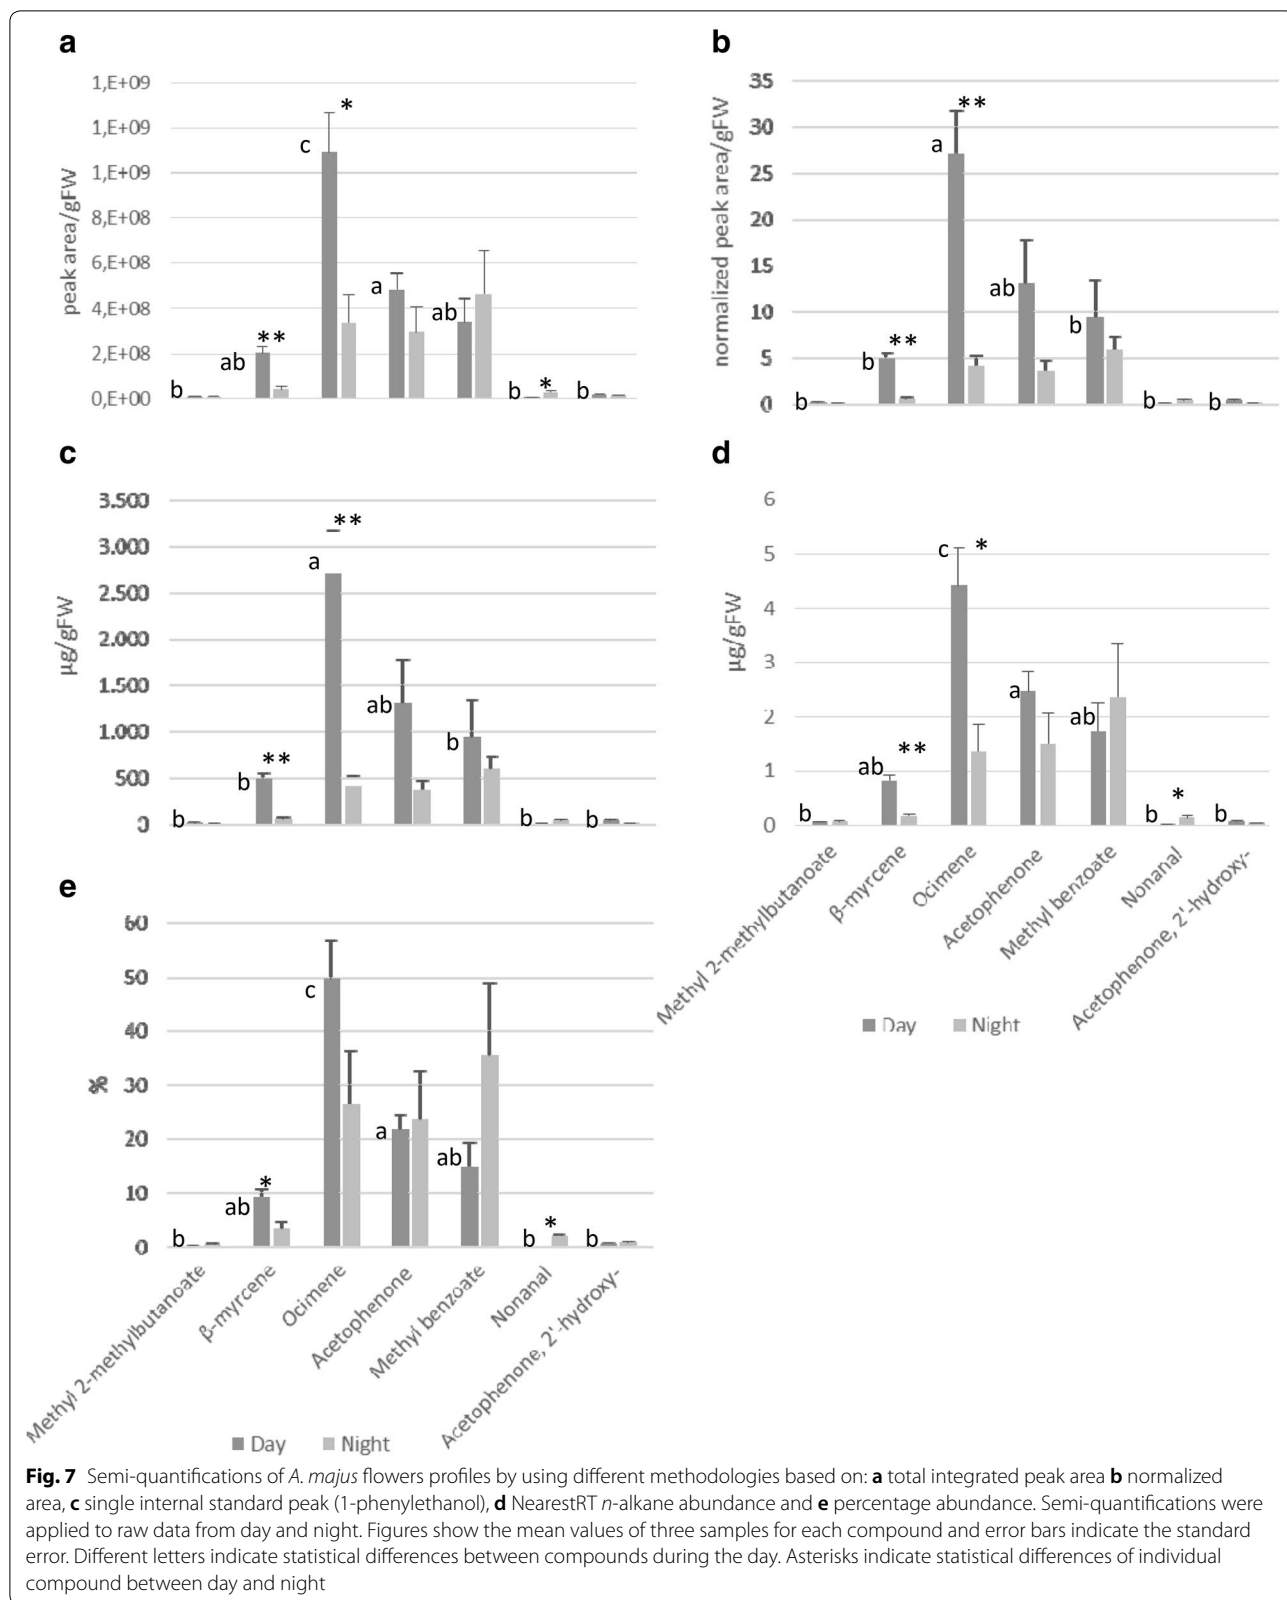 a
1,E+09
1,E+09
1,E+09
8,E+08
6,E+08
4,E+08
2,E+08
0,E+00
peak area/gFW
b
ab
**
c
*
a
ab
b
*
b
b
35
30
25
20
15
10
5
0
normalized peak area/gFW
b
b
**
a
**
ab
b
b
b
c
3.500
3.000
2.500
2.000
1.500
1.000
500
0
µg/gFW
b
b
**
a
**
ab
b
b
b
d
6
5
4
3
2
1
0
µg/gFW
b
ab
**
c
*
a
ab
b
*
b
Methyl 2-methylbutanoate
β-myrcene
Ocimene
Acetophenone
Methyl benzoate
Nonanal
Acetophenone, 2'-hydroxy-
Day
Night
e
60
50
40
30
20
10
0
%
b
ab
*
c
a
ab
b
*
b
Methyl 2-methylbutanoate
β-myrcene
Ocimene
Acetophenone
Methyl benzoate
Nonanal
Acetophenone, 2'-hydroxy-
Day
Night
Fig. 7 Semi-quantifications of A. majus flowers profiles by using different methodologies based on: a total integrated peak area b normalized
area, c single internal standard peak (1-phenylethanol), d NearestRT n-alkane abundance and e percentage abundance. Semi-quantifications were
applied to raw data from day and night. Figures show the mean values of three samples for each compound and error bars indicate the standard
error. Different letters indicate statistical differences between compounds during the day. Asterisks indicate statistical differences of individual
compound between day and night